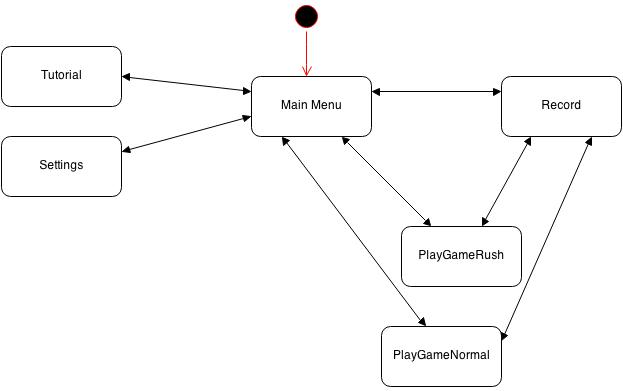 Tutorial
Main Menu
Record
Settings
PlayGameRush
PlayGameNormal